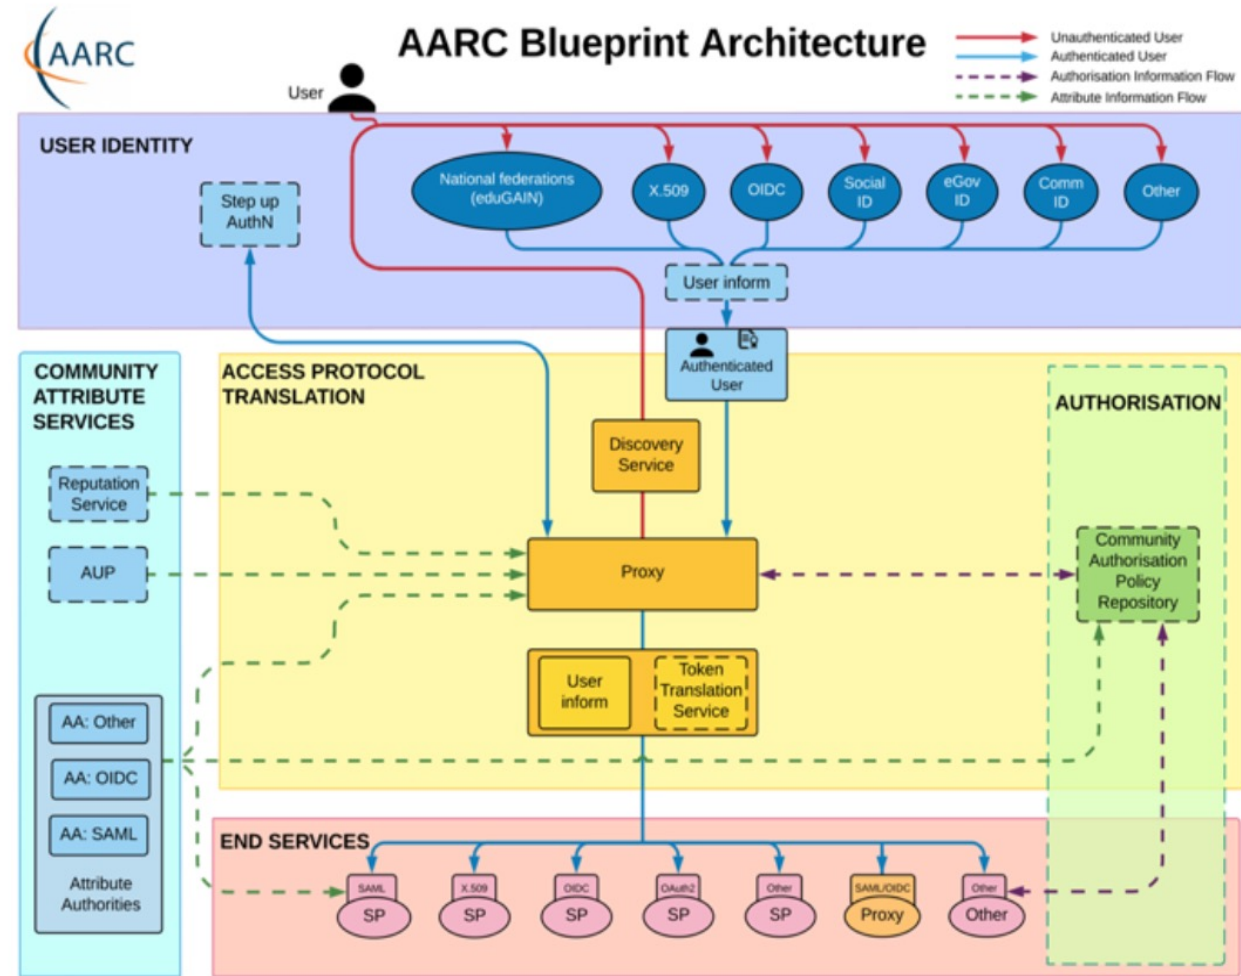 AARC
AARC Blueprint Architecture
Unauthenticated User
Authenticated User
Authorisation Information Flow
Attribute Information Flow
User
USER IDENTITY
Step up
AuthN
National federations
(eduGAIN)
X.509
OIDC
Social
ID
eGov
ID
Comm
ID
Other
User inform
Authenticated
User
COMMUNITY
ATTRIBUTE
SERVICES
ACCESS PROTOCOL
TRANSLATION
AUTHORISATION
Discovery
Service
Reputation
Service
AUP
Proxy
Community
Authorisation
Policy
Repository
User
inform
Token
Translation
Service
AA: Other
AA: OIDC
AA: SAML
Attribute
Authorities
END SERVICES
SAML
SP
X.509
SP
OIDC
SP
OAuth2
SP
Other
SP
SAML/OIDC
Proxy
Other
Other